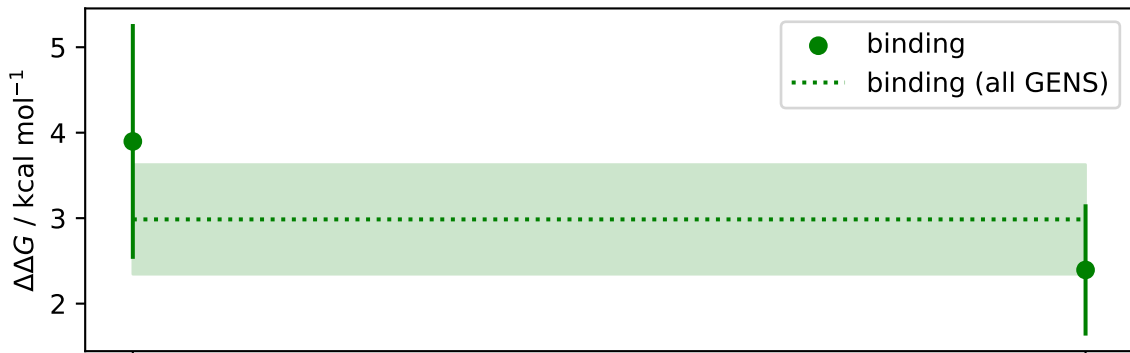 5
4
3
2
ΔΔG / kcal mol⁻¹
binding
binding (all GENS)